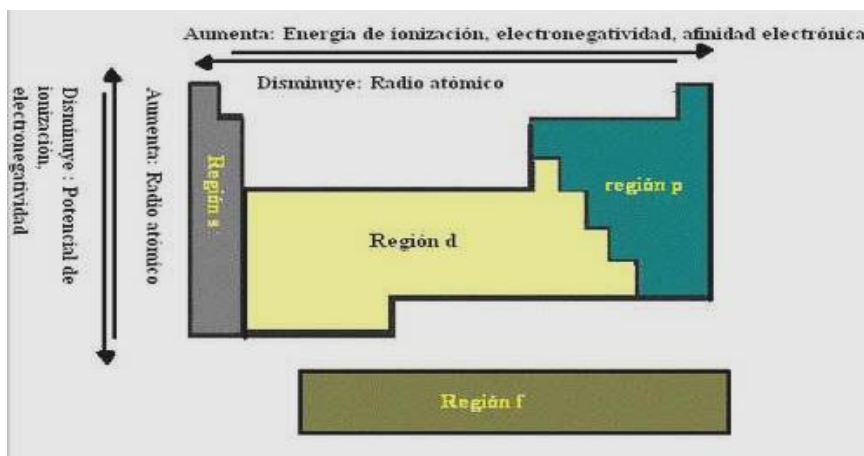 Aumenta: Energía de ionización, electronegatividad, afinidad electrónica
Disminuye: Radio atómico
Disminuye : Potencial de
ionización,
electronegatividad
Aumenta: Radio atómico
Región s
región p
Región d
Región f